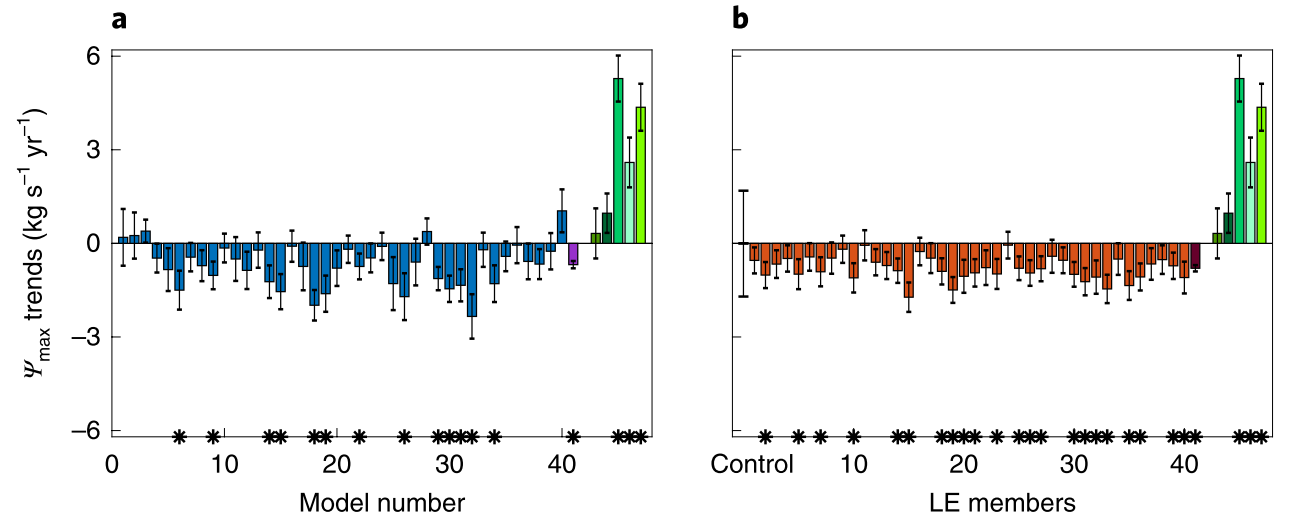 a
b
6
3
0
−3
−6
Ψmax trends (kg s−1 yr−1)
0 10 20 30 40
Control 10 20 30 40
Model number
LE members